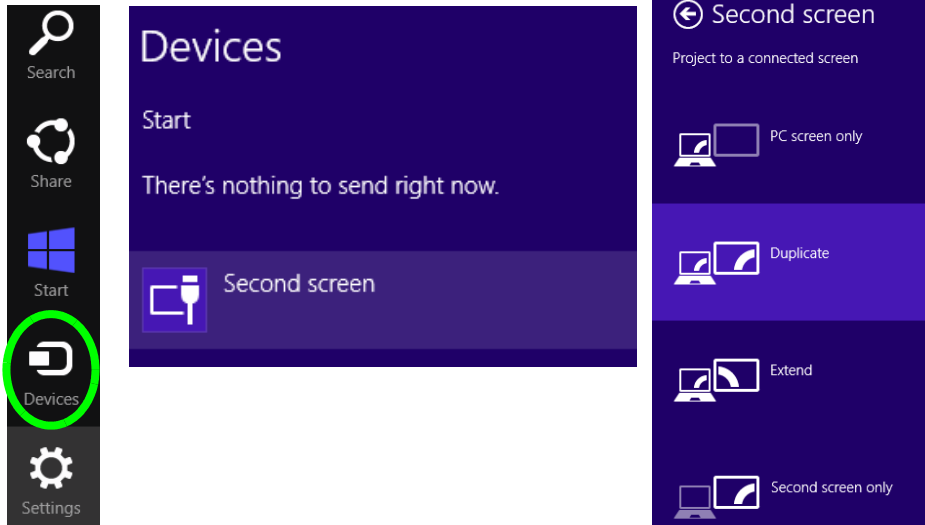 Search
Share
Start
Devices
Settings
Devices
Start
There's nothing to send right now.
Second screen
Second screen
Project to a connected screen
PC screen only
Duplicate
Extend
Second screen only